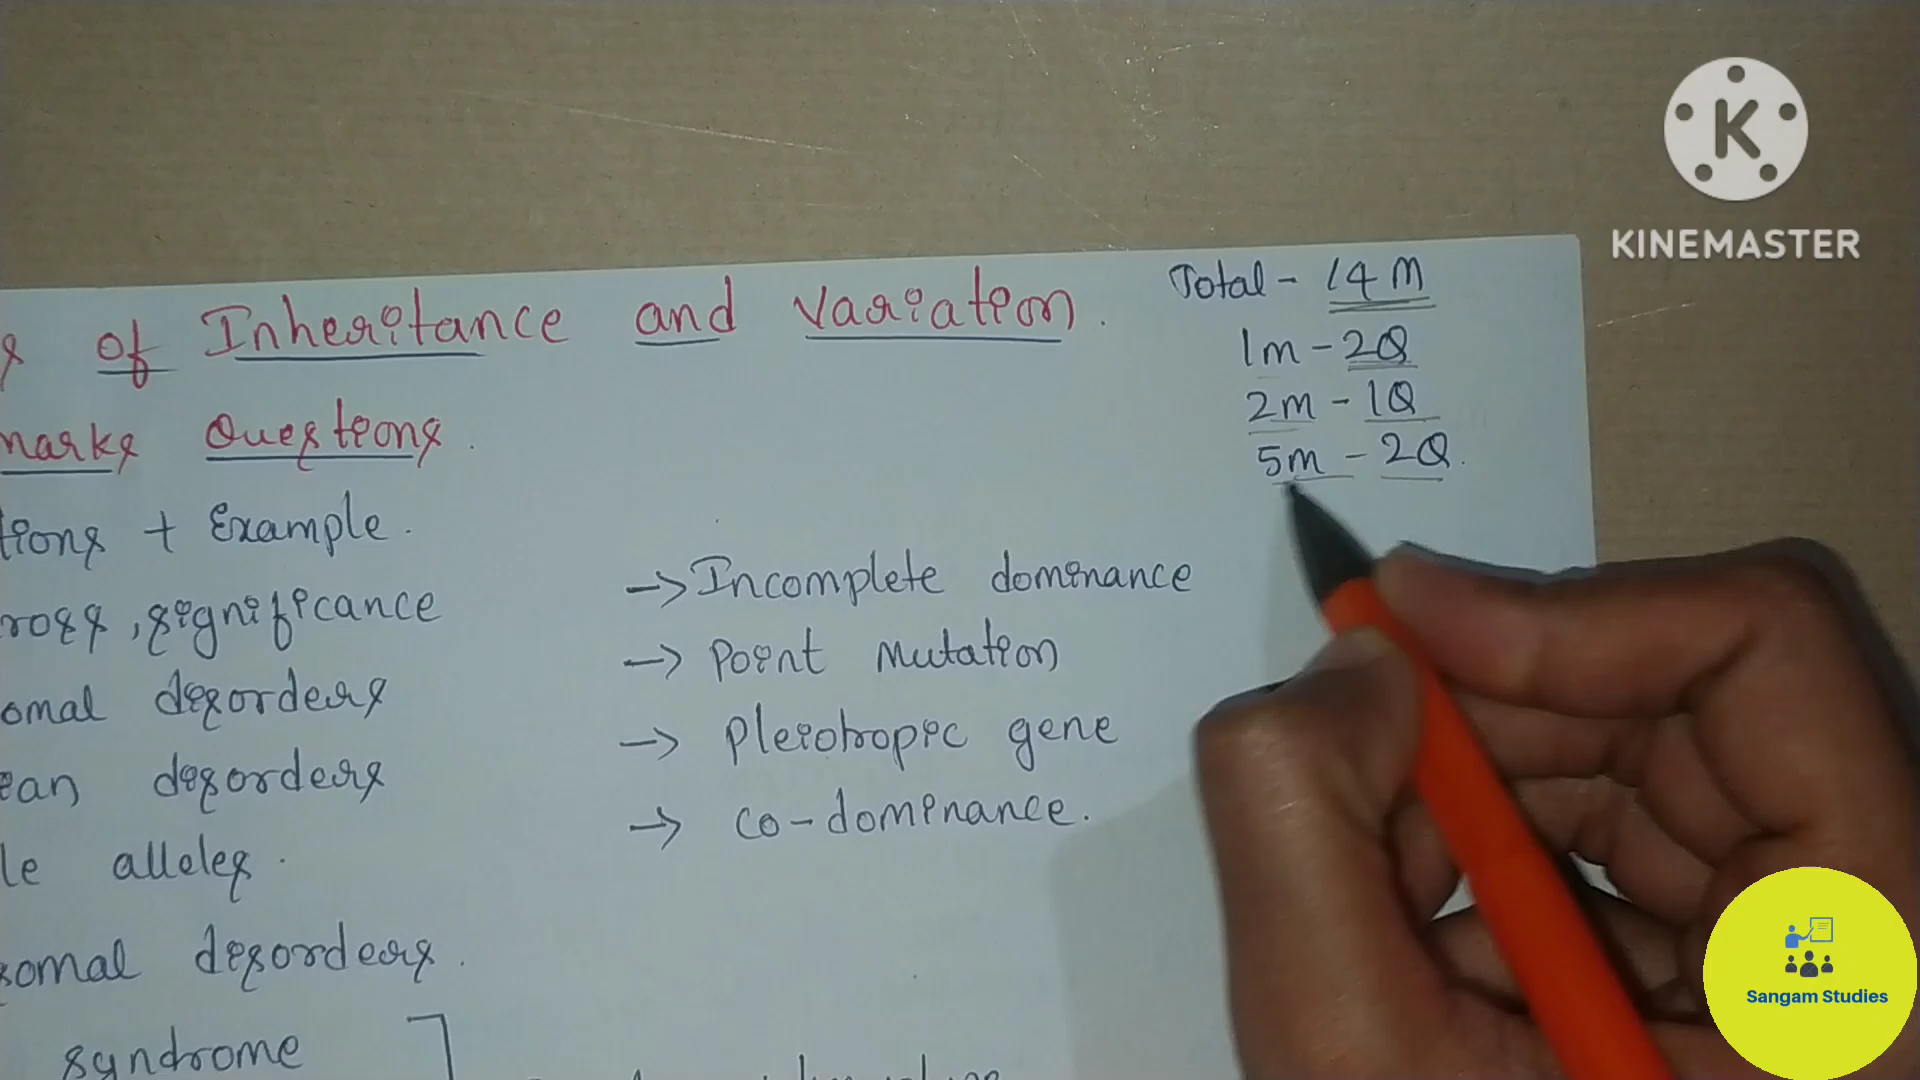 KINEMASTER
of Inheritance and Variation.
Total - 14 M
1m - 2Q
2m - 1Q
5m - 2Q.
marks Questions.
tions + Example.
ross, significance
omal disorders
ean disorders
le alleles.
somal disorders.
syndrome
→ Incomplete dominance
→ Point Mutation
→ Pleiotropic gene
→ co-dominance.
Sangam Studies